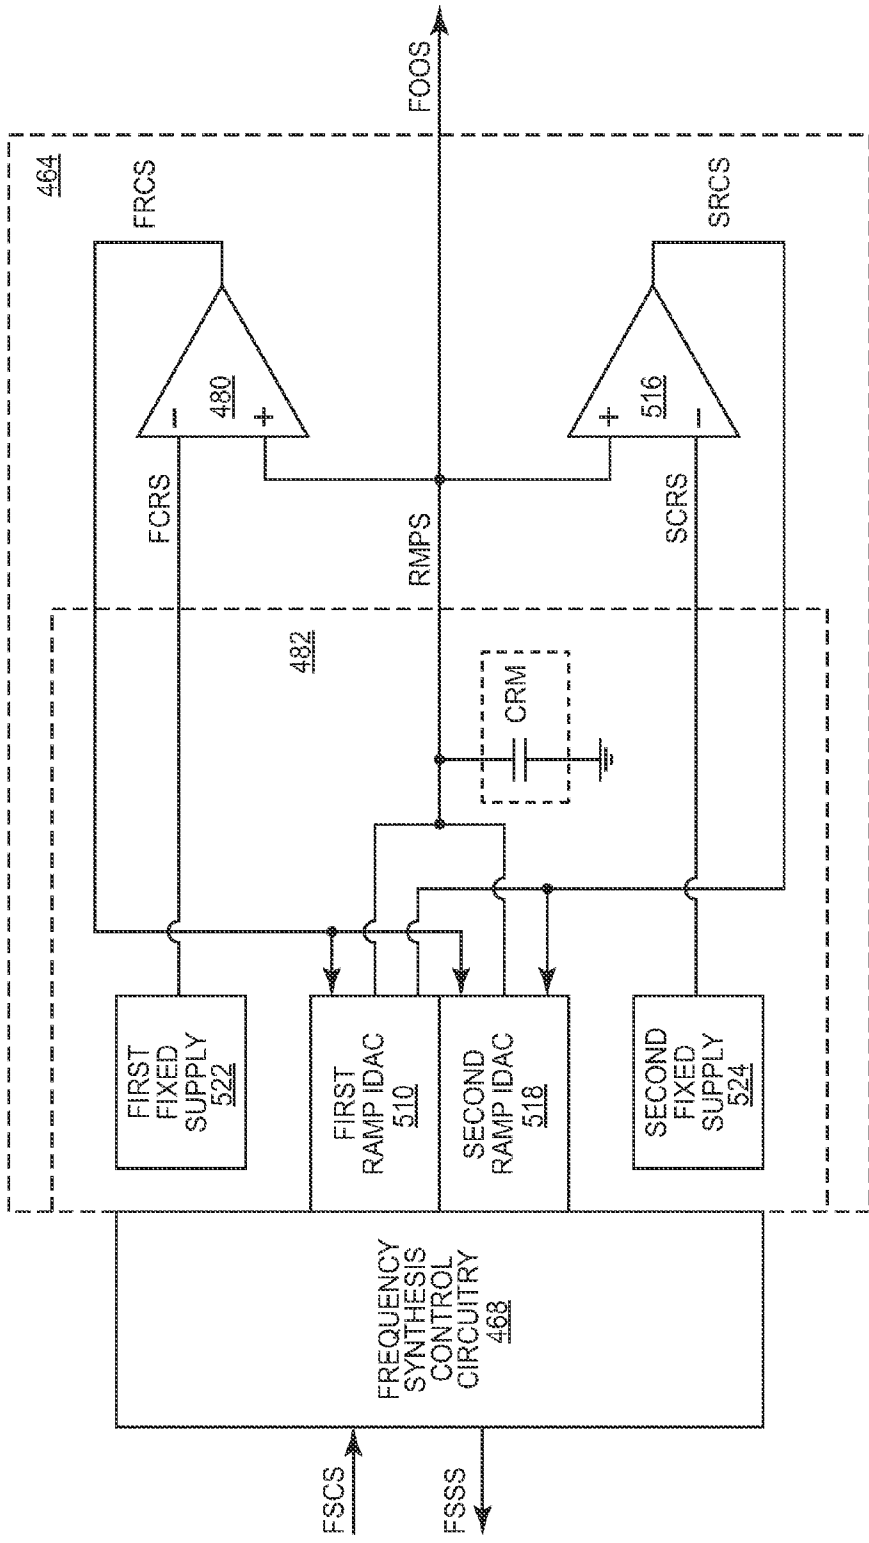 464
FRCS
FOOS
SRCS
480
−
+
516
+
−
FCRS
RMPS
SCRS
482
CRM
FIRST
FIXED
SUPPLY
522
FIRST
RAMP IDAC
510
SECOND
RAMP IDAC
518
SECOND
FIXED
SUPPLY
524
FREQUENCY
SYNTHESIS
CONTROL
CIRCUITRY
468
FSCS
FSSS